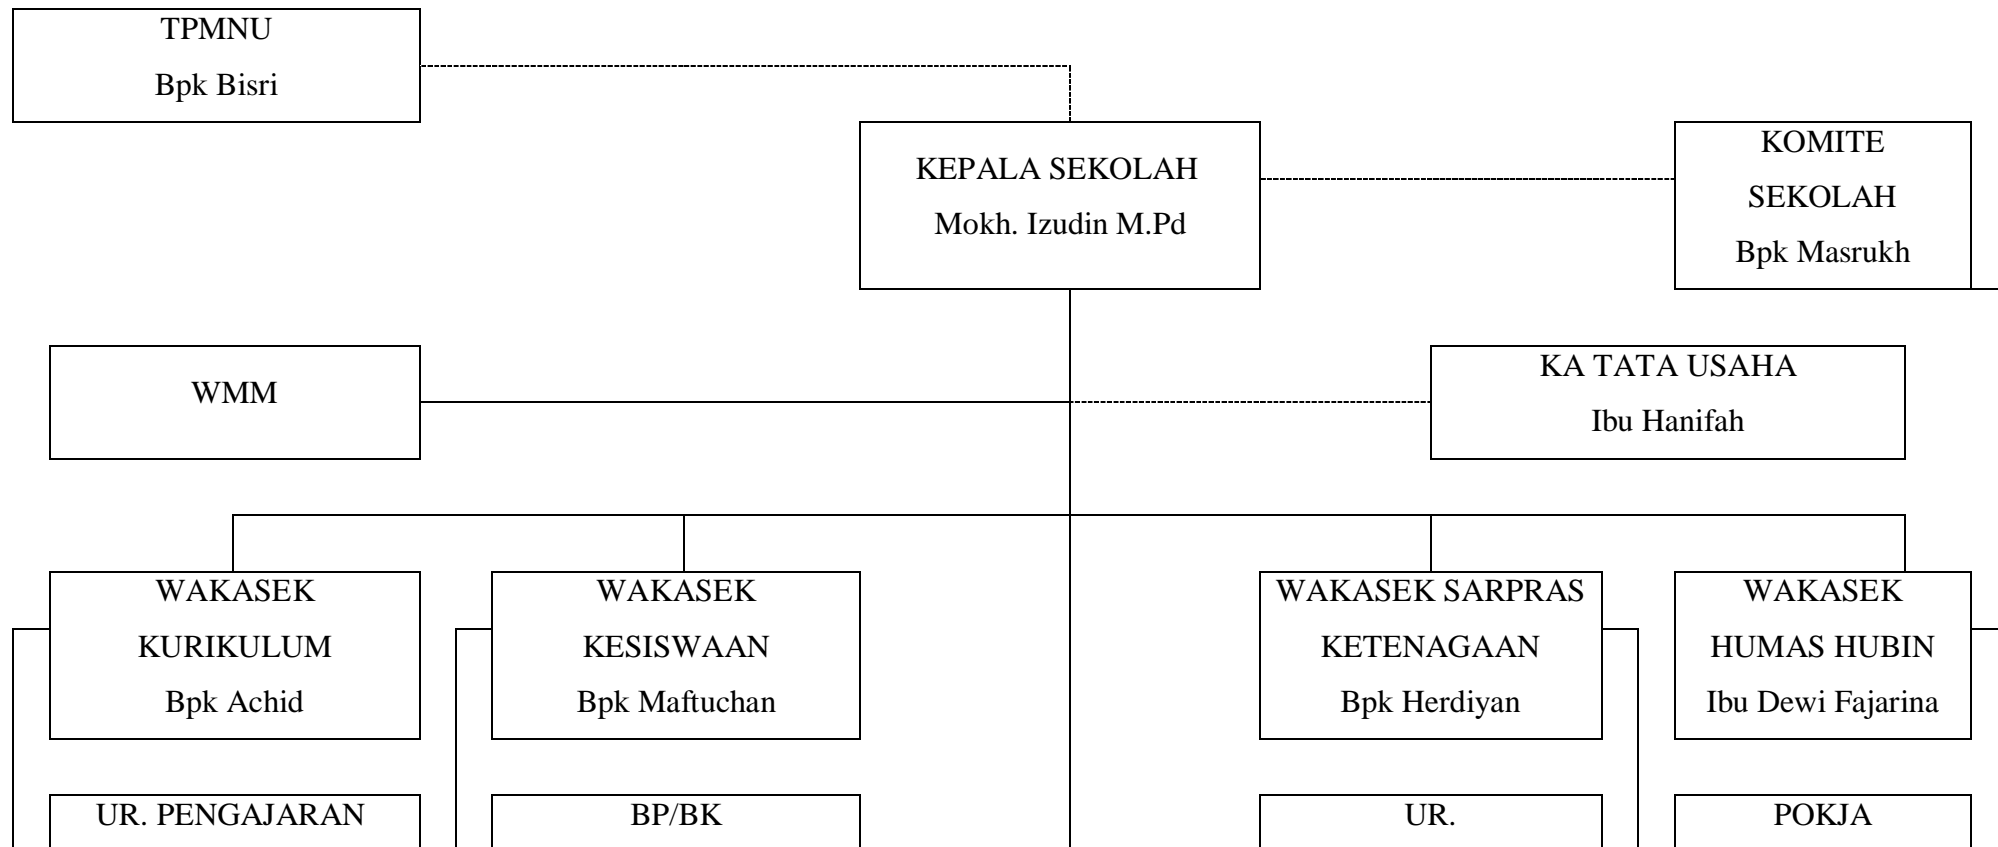 TPMNU
Bpk Bisri
KEPALA SEKOLAH
Mokh. Izudin M.Pd
KOMITE
SEKOLAH
Bpk Masrukh
WMM
KA TATA USAHA
Ibu Hanifah
WAKASEK
KURIKULUM
Bpk Achid
WAKASEK
KESISWAAN
Bpk Maftuchan
WAKASEK SARPRAS
KETENAGAAN
Bpk Herdiyan
WAKASEK
HUMAS HUBIN
Ibu Dewi Fajarina
UR. PENGAJARAN
BP/BK
UR.
POKJA